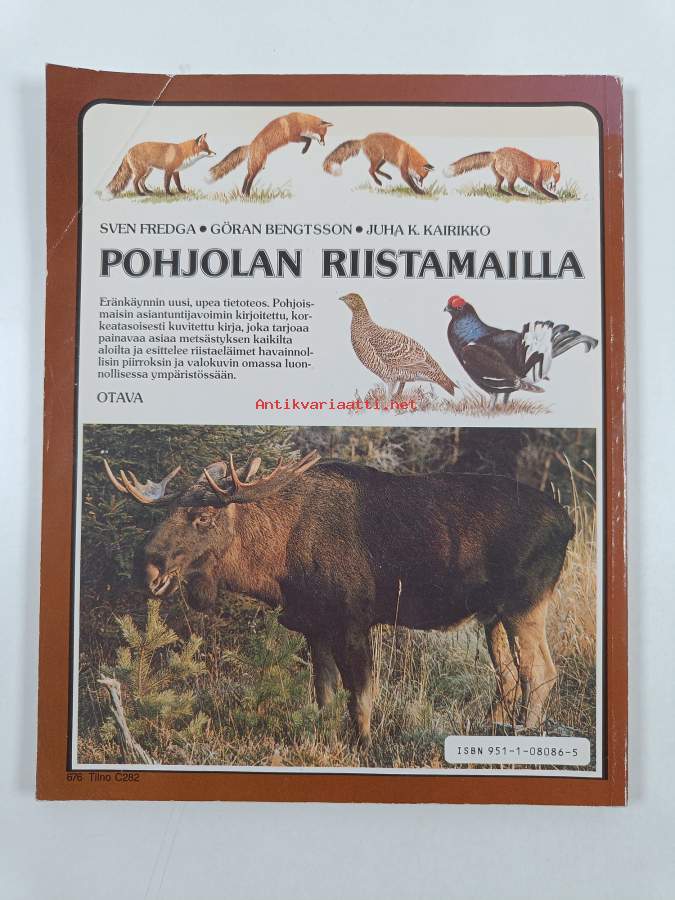 SVEN FREDGA • GÖRAN BENGTSSON • JUHA K. KAIRIKKO
POHJOLAN RIISTAMAILLA
Eränkäynnin uusi, upea tietoteos. Pohjois-
maisin asiantuntijavoimin kirjoitettu, kor-
keatasoisesti kuvitettu kirja, joka tarjoaa
painavaa asiaa metsästyksen kaikilta
aloilta ja esittelee riistaeläimet havainnol-
lisin piirroksin ja valokuvin omassa luon-
nollisessa ympäristössään.
OTAVA
Antikvariaatti.net
ISBN 951-1-08086-5
676 Tilno C282